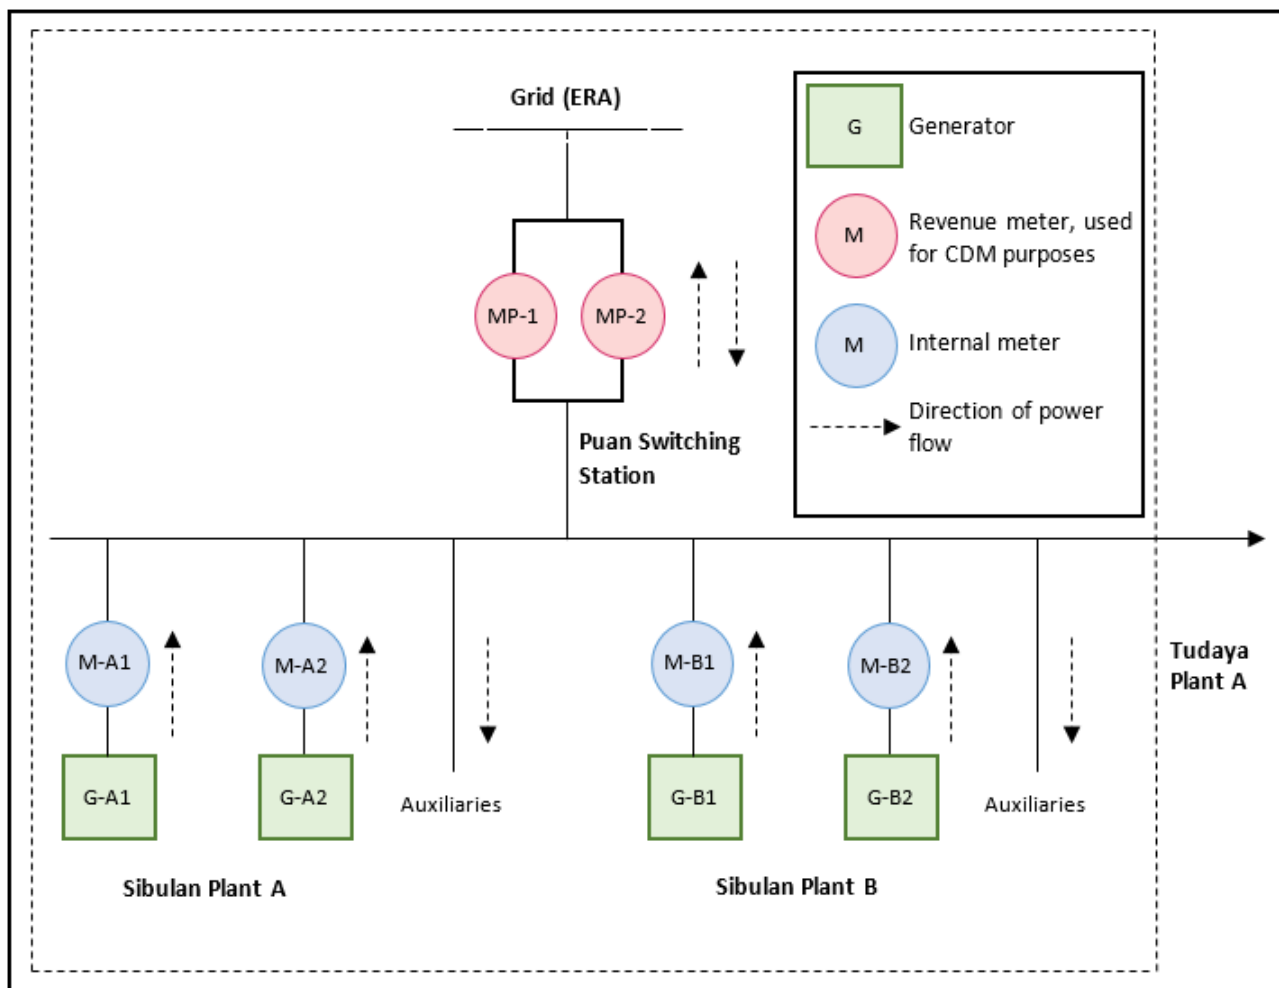 Grid (ERA)
G
Generator
M
Revenue meter, used
for CDM purposes
MP-1
MP-2
M
Internal meter
Direction of power
flow
Puan Switching
Station
M-A1
M-A2
M-B1
M-B2
Tudaya
Plant A
G-A1
G-A2
Auxiliaries
G-B1
G-B2
Auxiliaries
Sibulan Plant A
Sibulan Plant B